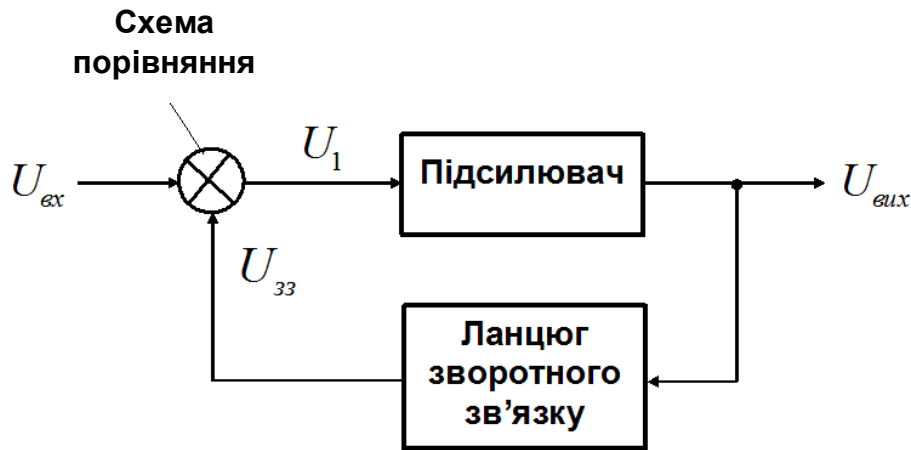 Схема
порівняння
U₁
Підсилювач
Uвх
Uвих
Uзз
Ланцюг
зворотного
зв’язку